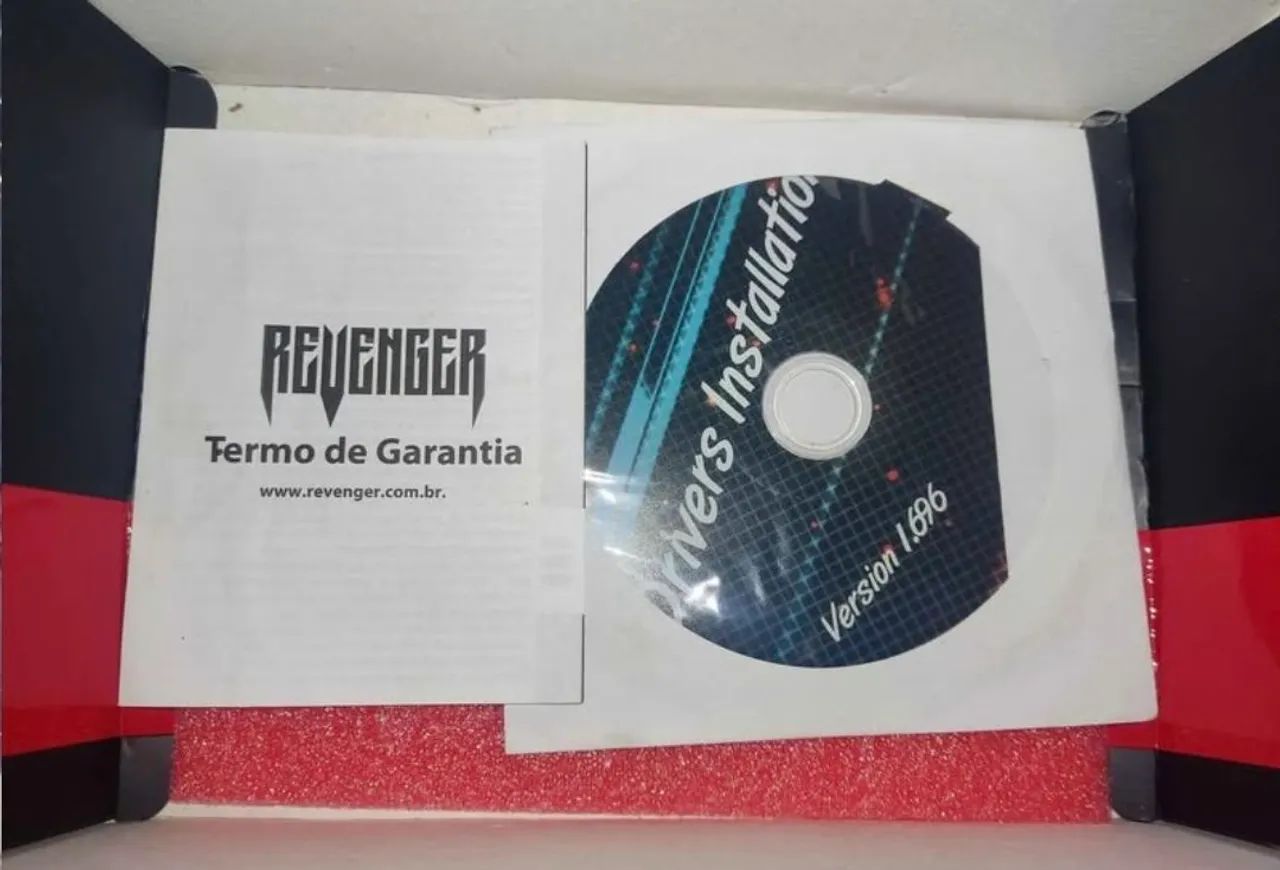 REVENGER
Termo de Garantia
www.revenger.com.br.
Drivers Installation
Version 1.696